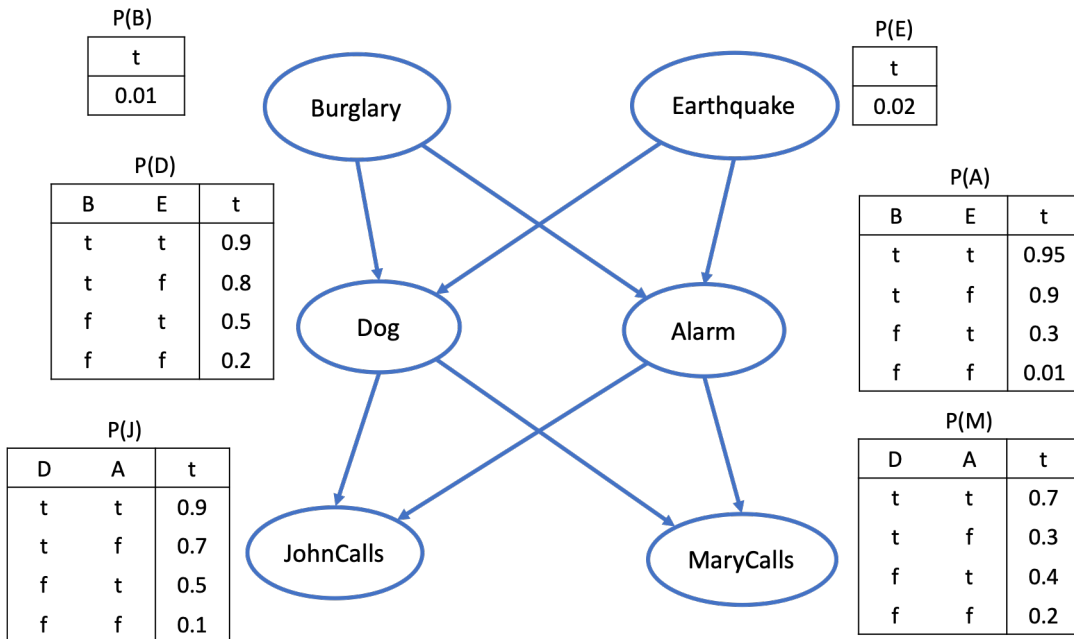 P(B)
t
0.01
P(E)
t
0.02
Burglary
Earthquake
P(D)
B E t
t t 0.9
t f 0.8
f t 0.5
f f 0.2
P(A)
B E t
t t 0.95
t f 0.9
f t 0.3
f f 0.01
Dog
Alarm
P(J)
D A t
t t 0.9
t f 0.7
f t 0.5
f f 0.1
P(M)
D A t
t t 0.7
t f 0.3
f t 0.4
f f 0.2
JohnCalls
MaryCalls